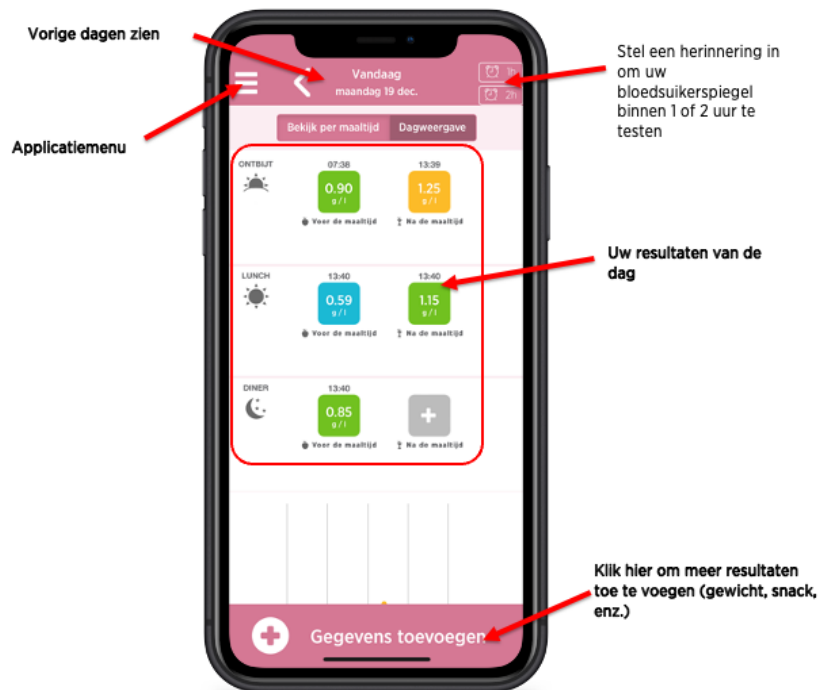 Vorige dagen zien
Vandaag
maandag 19 dec.
1h
2h
Stel een herinnering in
om uw
bloedsuikerspiegel
binnen 1 of 2 uur te
testen
Applicatiemenu
Bekijk per maaltijd Dagweergave
ONTBIJT 07:38 13:39
0.90 1.25
g/l g/l
Voor de maaltijd Na de maaltijd
Uw resultaten van de
dag
LUNCH 13:40 13:40
0.59 1.15
g/l g/l
Voor de maaltijd Na de maaltijd
DINER 13:40
0.85
g/l
Voor de maaltijd Na de maaltijd
Klik hier om meer resultaten
toe te voegen (gewicht, snack,
enz.)
Gegevens toevoegen